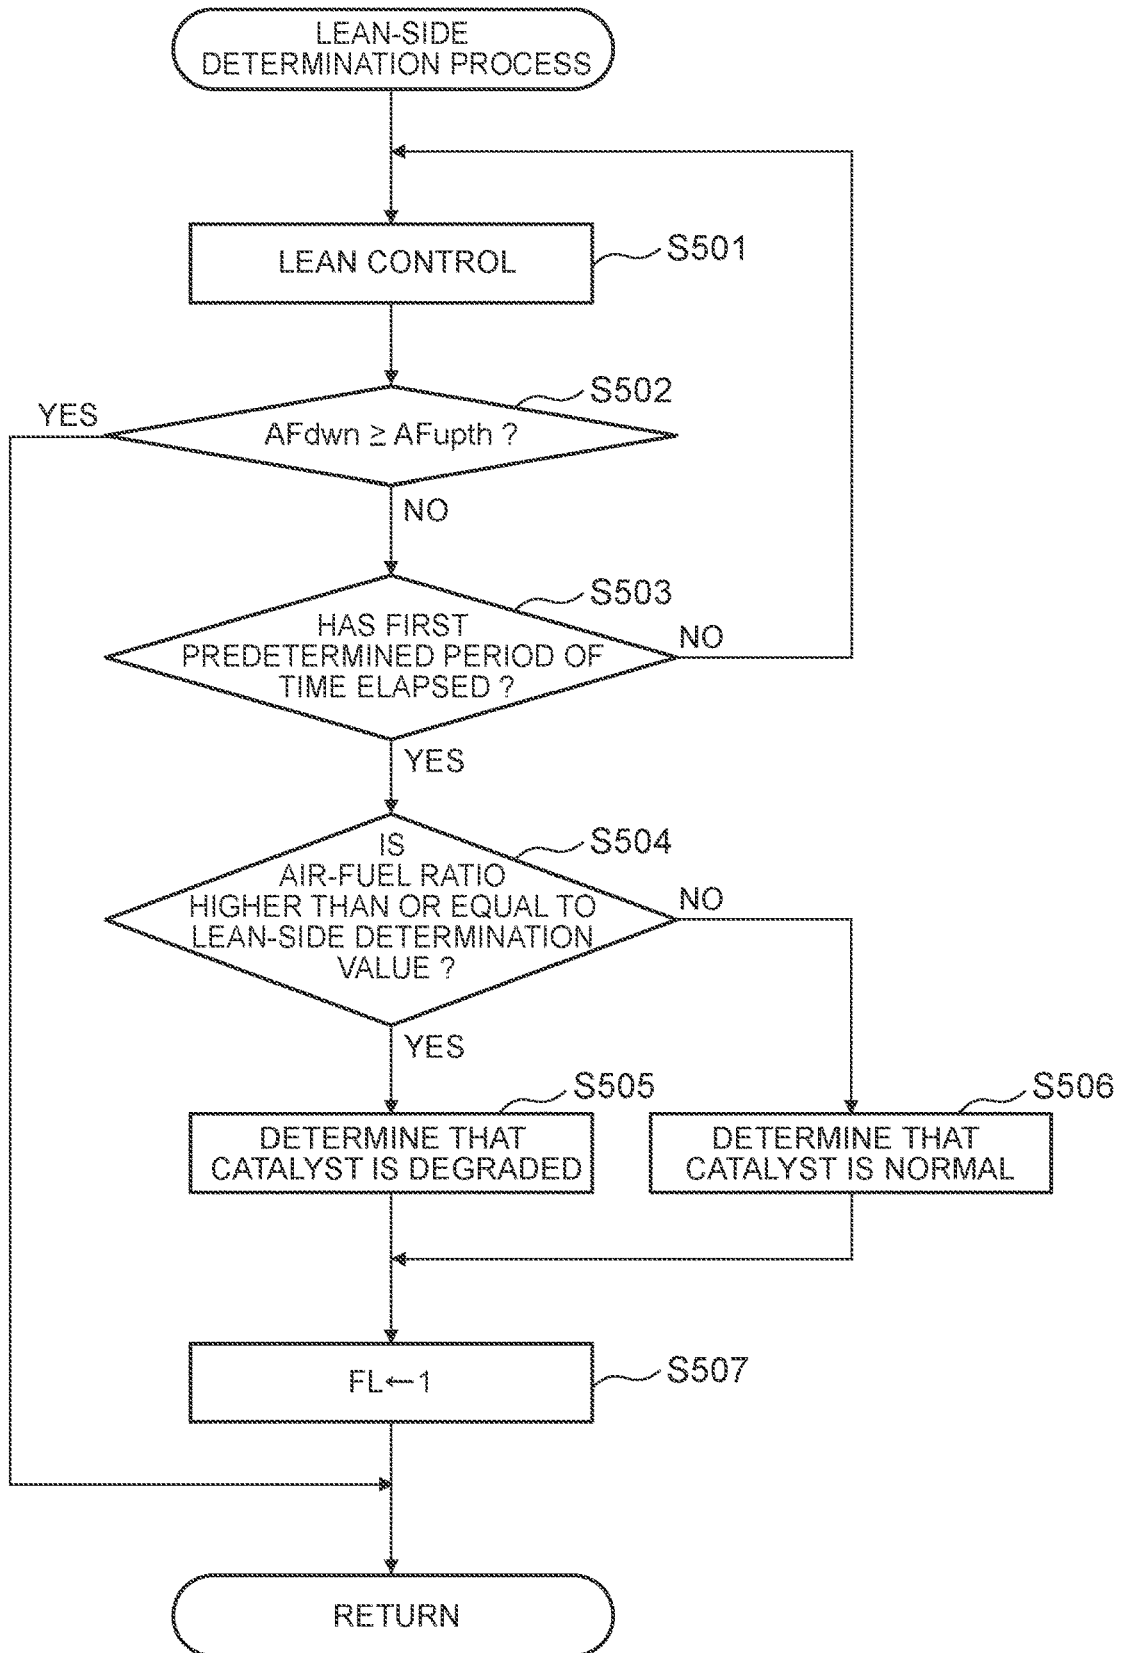 LEAN-SIDE
DETERMINATION PROCESS
LEAN CONTROL
S501
S502
YES
AFdwn ≥ AFupth ?
NO
S503
HAS FIRST
PREDETERMINED PERIOD OF
TIME ELAPSED ?
NO
YES
S504
IS
AIR-FUEL RATIO
HIGHER THAN OR EQUAL TO
LEAN-SIDE DETERMINATION
VALUE ?
NO
YES
S505
DETERMINE THAT
CATALYST IS DEGRADED
S506
DETERMINE THAT
CATALYST IS NORMAL
FL←1
S507
RETURN